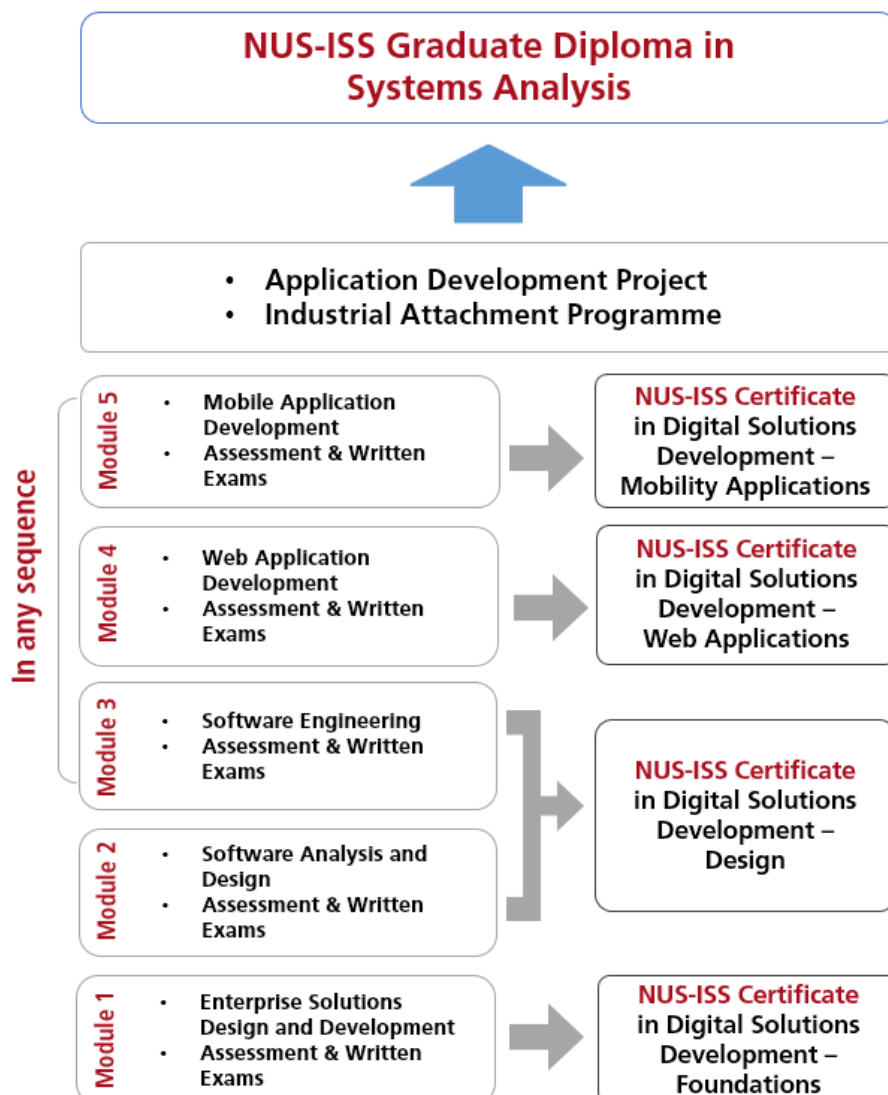 NUS-ISS Graduate Diploma in
Systems Analysis
• Application Development Project
• Industrial Attachment Programme
In any sequence
Module 5
• Mobile Application
Development
• Assessment & Written
Exams
NUS-ISS Certificate
in Digital Solutions
Development –
Mobility Applications
Module 4
• Web Application
Development
• Assessment & Written
Exams
NUS-ISS Certificate
in Digital Solutions
Development –
Web Applications
Module 3
• Software Engineering
• Assessment & Written
Exams
Module 2
• Software Analysis and
Design
• Assessment & Written
Exams
NUS-ISS Certificate
in Digital Solutions
Development –
Design
Module 1
• Enterprise Solutions
Design and Development
• Assessment & Written
Exams
NUS-ISS Certificate
in Digital Solutions
Development –
Foundations